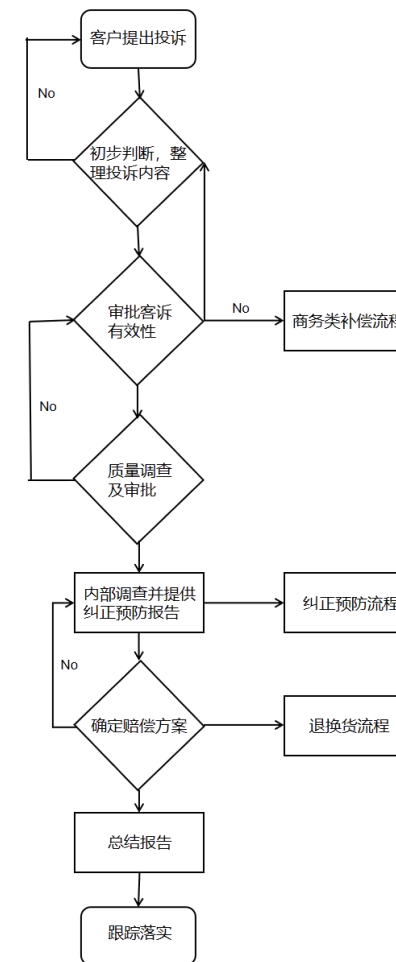 客户提出投诉
No
初步判断，整
理投诉内容
审批客诉
有效性
No
商务类补偿流程
No
质量调查
及审批
内部调查并提供
纠正预防报告
纠正预防流程
No
确定赔偿方案
退换货流程
总结报告
跟踪落实